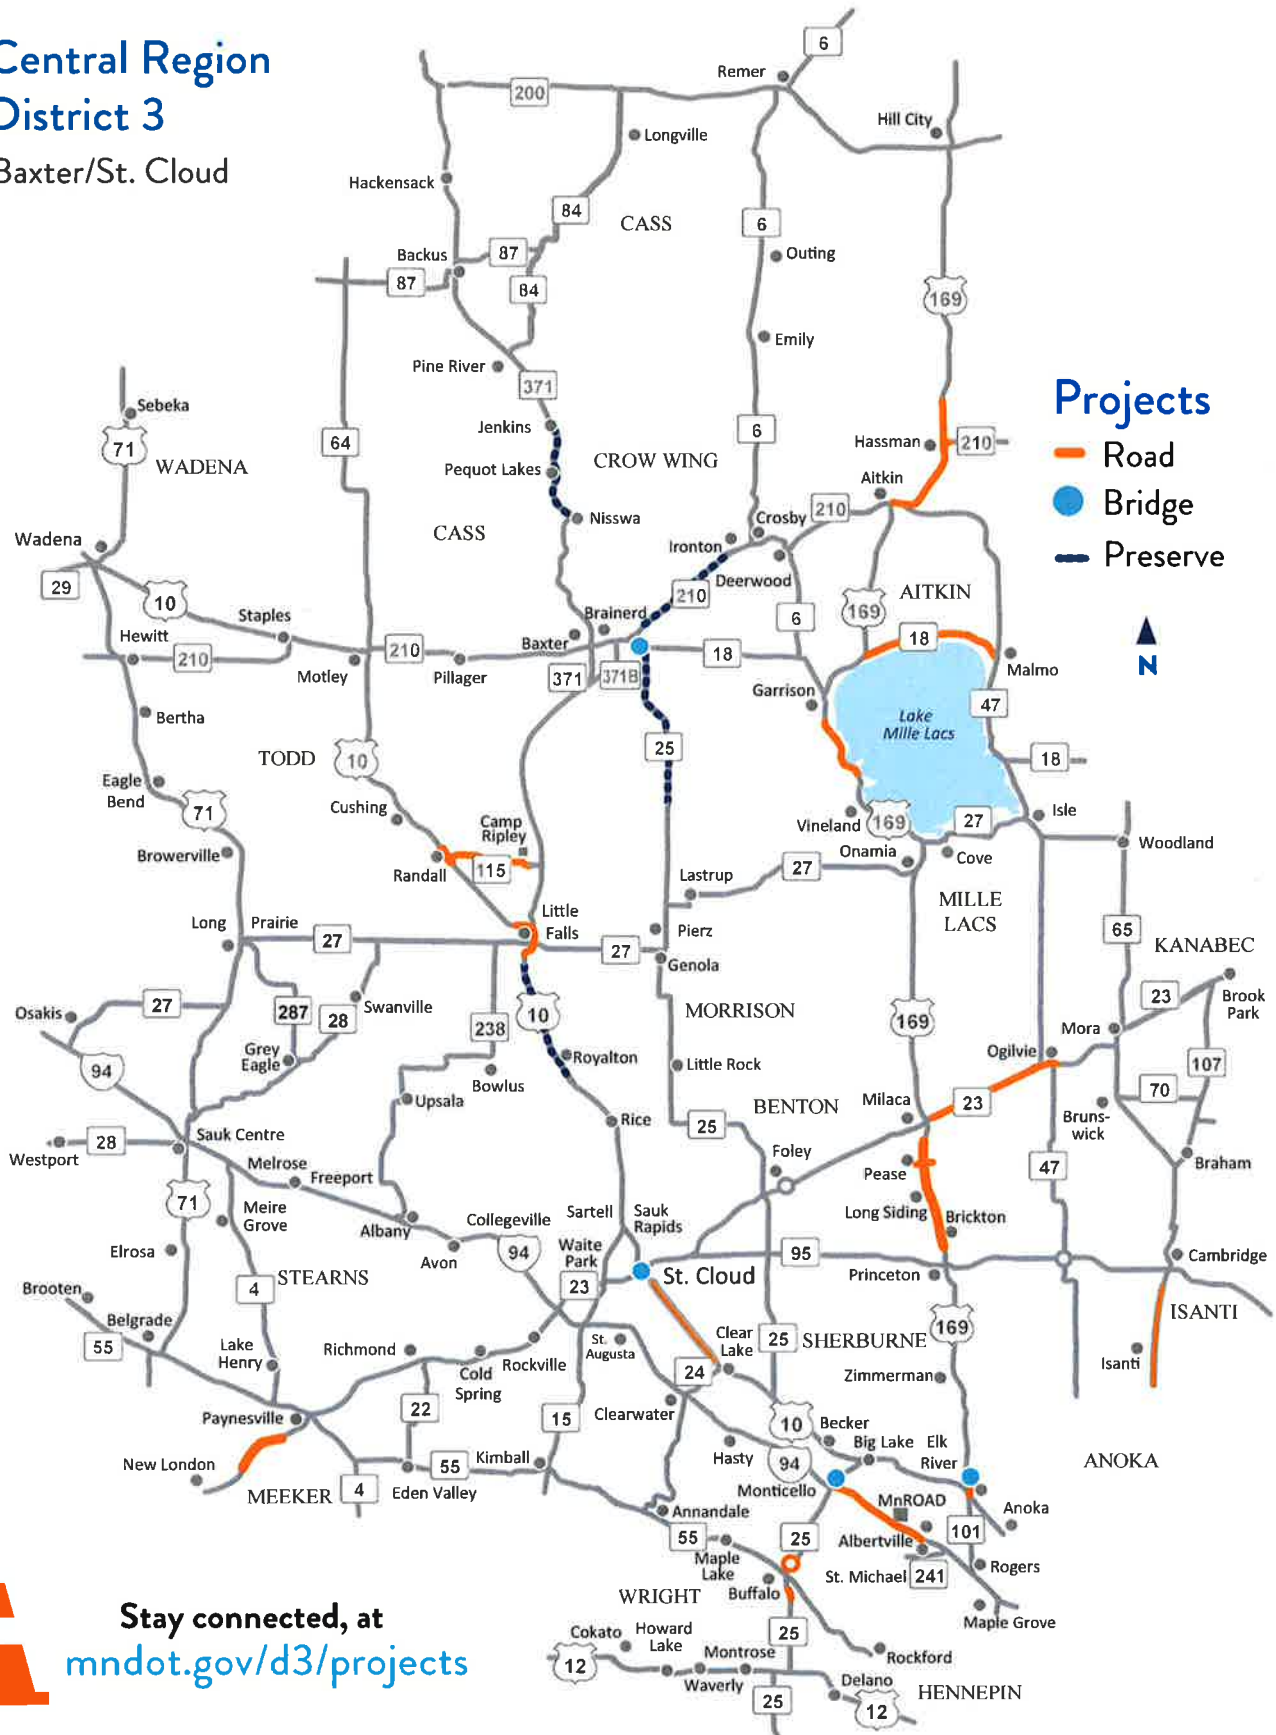 Central Region
District 3
Baxter/St. Cloud
6
Remer
200
Hill City
Longville
Hackensack
84
CASS
6
Backus
87
Outing
87
84
169
Emily
Pine River
371
Projects
Sebeka
Jenkins
6
Hassman
210
Road
71
WADENA
64
CROW WING
Pequot Lakes
Aitkin
Bridge
Nisswa
Crosby
210
Wadena
CASS
Ironton
Preserve
29
10
Deerwood
210
AITKIN
Staples
Brainerd
6
169
N
Hewitt
210
Baxter
18
18
210
Motley
Pillager
371
371B
Garrison
Malmo
Bertha
47
Lake
Mille Lacs
25
TODD
10
18
Eagle
Bend
71
Cushing
Camp
Ripley
Vineland
169
27
Isle
Browerville
Randall
115
Onamia
Cove
Woodland
27
Lastrup
MILLE
LACS
Long
Prairie
Little
Falls
Pierz
65
27
27
Genola
KANABEC
Osakis
27
287
28
Swanville
10
MORRISON
23
Brook
Park
238
169
Mora
94
Grey
Eagle
Royalton
Ogilvie
Little Rock
107
Bowlus
Upsala
BENTON
Milaca
23
70
Rice
25
Bruns-
wick
Westport
28
Sauk Centre
Foley
Melrose
Freeport
Pease
47
Braham
71
Meire
Grove
Albany
Collegeville
Sartell
Sauk
Rapids
Long Siding
Brickton
Elrosa
Avon
94
Waite
Park
95
Cambridge
STEARNS
4
23
St. Cloud
Princeton
Brooten
ISANTI
Belgrade
55
Lake
Henry
Richmond
St.
Augusta
Clear
Lake
25
SHERBURNE
169
Isanti
Rockville
Cold
Spring
24
Zimmerman
22
15
Clearwater
10
Becker
Paynesville
Big Lake
Elk
River
New London
Kimball
Hasty
94
ANOKA
55
MEEKER
4
Eden Valley
Monticello
MnROAD
Anoka
Annandale
25
101
55
Albertville
Maple
Lake
St. Michael
241
Rogers
Buffalo
WRIGHT
Maple Grove
Stay connected, at
mndot.gov/d3/projects
25
Cokato
Howard
Lake
Montrose
Rockford
12
Waverly
Delano
HENNEPIN
25
12